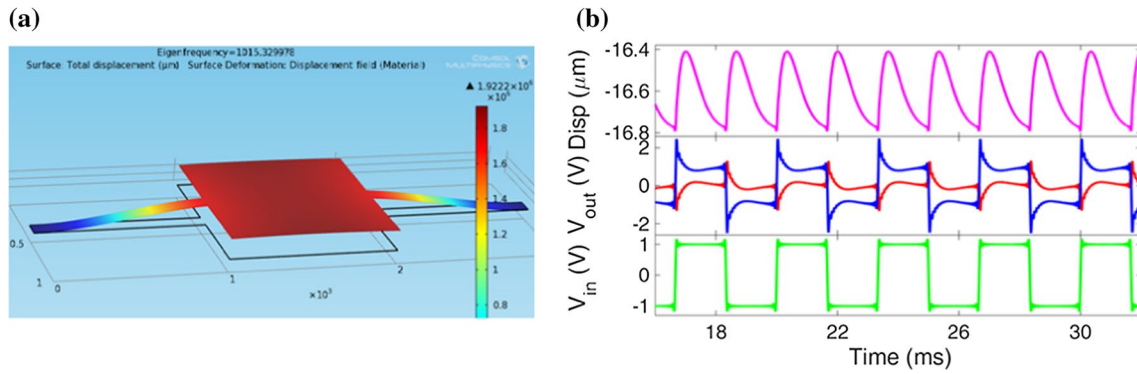 (a)
(b)
Eigenfrequency=1015.329978
Surface: Total displacement (μm) Surface Deformation: Displacement field (Material)
COMSOL
MULTIPHYSICS
▲ 1.9222×10⁶
×10⁶
1.8
1.6
1.4
1.2
1
0.8
0.5
1
0
1
2
×10³
-16.4
-16.6
-16.8
Disp (μm)
2
0
-2
V_out (V)
1
0
-1
V_in (V)
18
22
26
30
Time (ms)